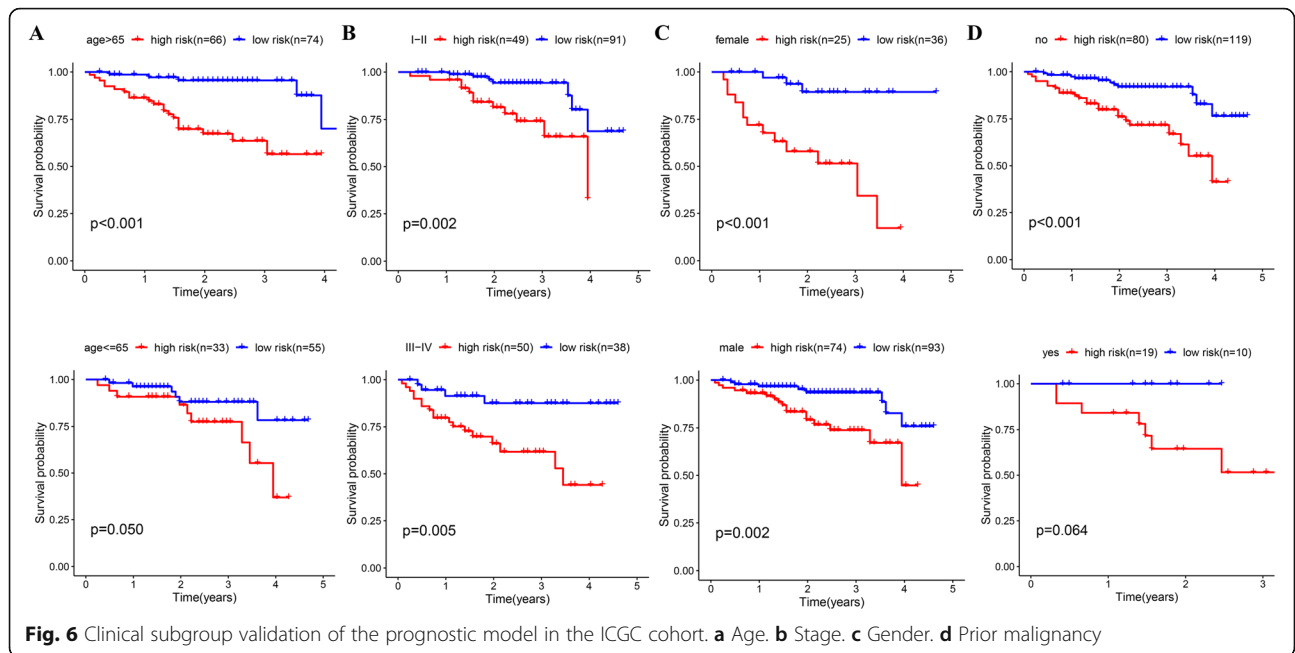 A
age>65 high risk(n=66) low risk(n=74)
1.00
0.75
0.50
0.25
0.00
Survival probability
p<0.001
0 1 2 3 4
Time(years)
B
I−II high risk(n=49) low risk(n=91)
1.00
0.75
0.50
0.25
0.00
Survival probability
p=0.002
0 1 2 3 4 5
Time(years)
C
female high risk(n=25) low risk(n=36)
1.00
0.75
0.50
0.25
0.00
Survival probability
p<0.001
0 1 2 3 4 5
Time(years)
D
no high risk(n=80) low risk(n=119)
1.00
0.75
0.50
0.25
0.00
Survival probability
p<0.001
0 1 2 3 4 5
Time(years)
age<=65 high risk(n=33) low risk(n=55)
1.00
0.75
0.50
0.25
0.00
Survival probability
p=0.050
0 1 2 3 4 5
Time(years)
III−IV high risk(n=50) low risk(n=38)
1.00
0.75
0.50
0.25
0.00
Survival probability
p=0.005
0 1 2 3 4 5
Time(years)
male high risk(n=74) low risk(n=93)
1.00
0.75
0.50
0.25
0.00
Survival probability
p=0.002
0 1 2 3 4 5
Time(years)
yes high risk(n=19) low risk(n=10)
1.00
0.75
0.50
0.25
0.00
Survival probability
p=0.064
0 1 2 3
Time(years)
Fig. 6 Clinical subgroup validation of the prognostic model in the ICGC cohort. a Age. b Stage. c Gender. d Prior malignancy